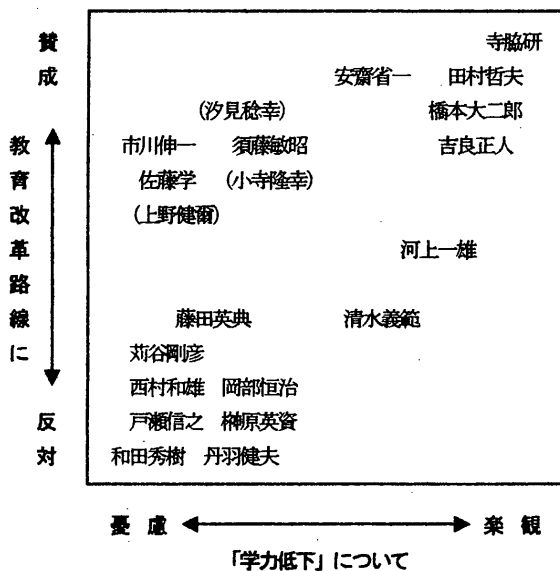 賛成
教育改革路線に
反対
寺脇研
安齋省一 田村哲夫
(汐見稔幸) 橋本大二郎
市川伸一 須藤敏昭 吉良正人
佐藤学 (小寺隆幸)
(上野健爾)
河上一雄
藤田英典 清水義範
苅谷剛彦
西村和雄 岡部恒治
戸瀬信之 榊原英資
和田秀樹 丹羽健夫
憂慮 楽観
「学力低下」について